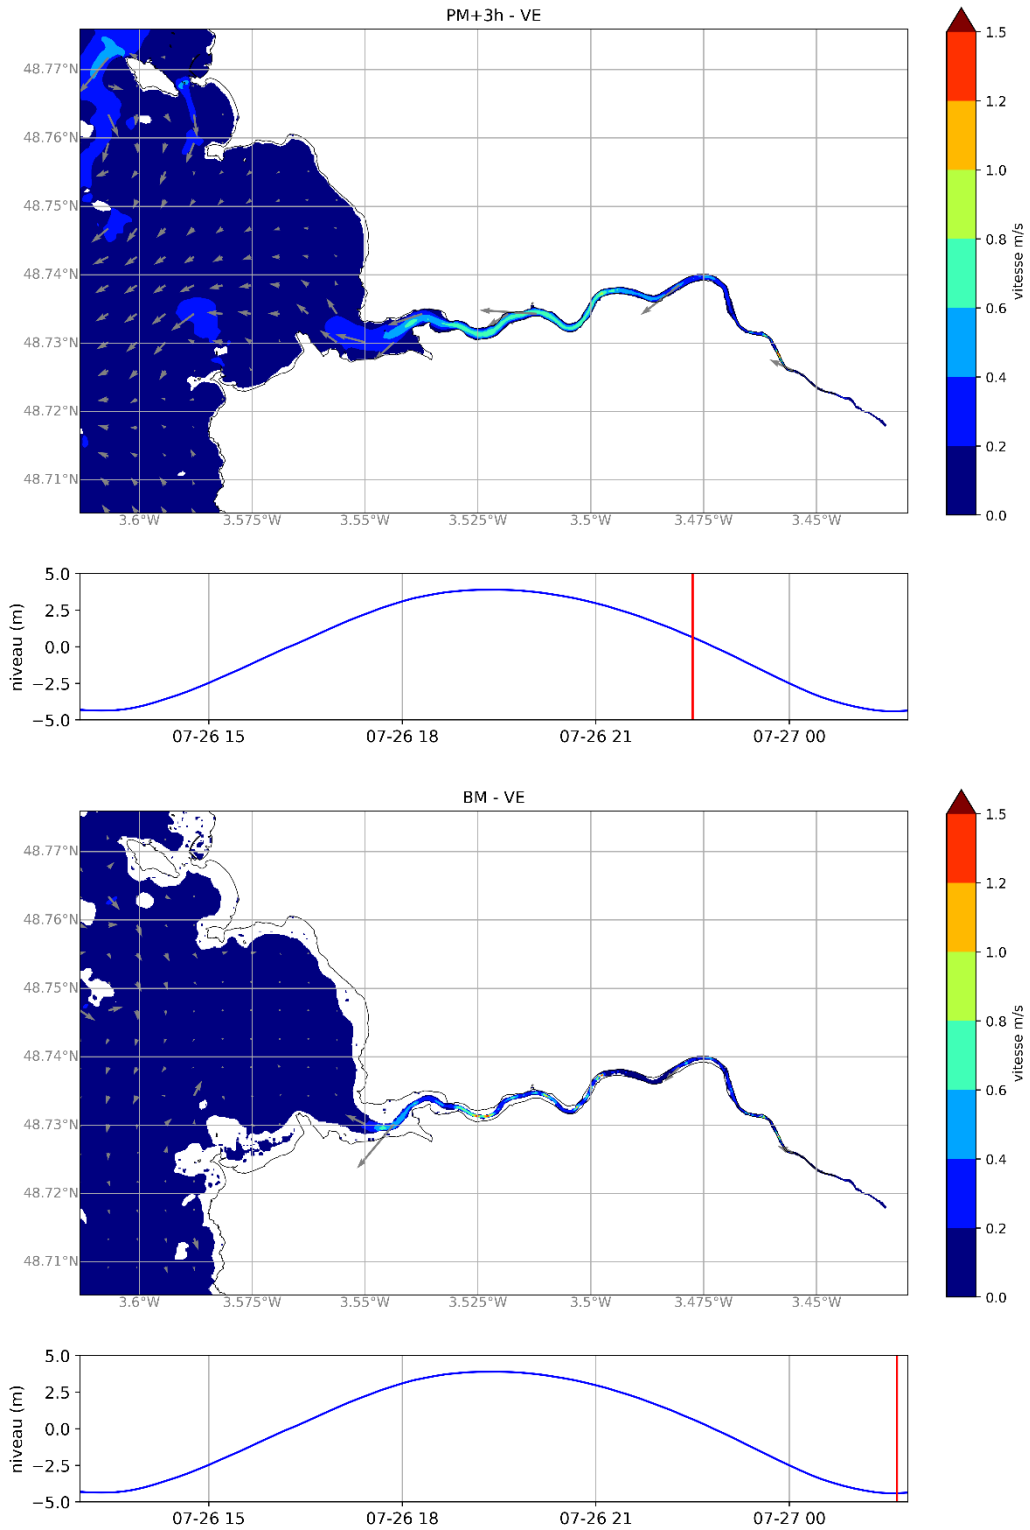 PM+3h - VE
48.77°N
48.76°N
48.75°N
48.74°N
48.73°N
48.72°N
48.71°N
3.6°W 3.575°W 3.55°W 3.525°W 3.5°W 3.475°W 3.45°W
1.5
1.2
1.0
0.8
0.6
0.4
0.2
0.0
vitesse m/s
5.0
2.5
0.0
−2.5
−5.0
niveau (m)
07-26 15 07-26 18 07-26 21 07-27 00
BM - VE
48.77°N
48.76°N
48.75°N
48.74°N
48.73°N
48.72°N
48.71°N
3.6°W 3.575°W 3.55°W 3.525°W 3.5°W 3.475°W 3.45°W
1.5
1.2
1.0
0.8
0.6
0.4
0.2
0.0
vitesse m/s
5.0
2.5
0.0
−2.5
−5.0
niveau (m)
07-26 15 07-26 18 07-26 21 07-27 00